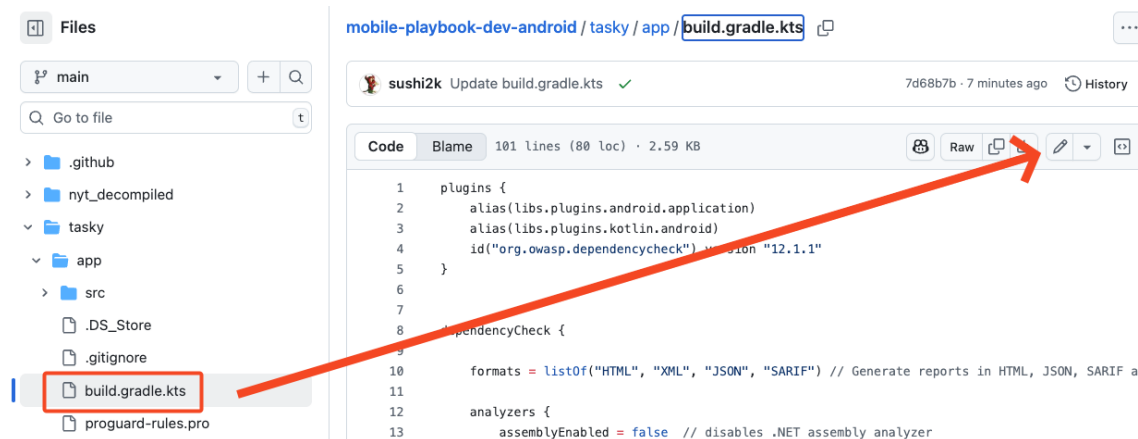 Files
main
Go to file
t
.github
nyt_decompiled
tasky
app
src
.DS_Store
.gitignore
build.gradle.kts
proguard-rules.pro
mobile-playbook-dev-android / tasky / app / build.gradle.kts
sushi2k Update build.gradle.kts
7d68b7b · 7 minutes ago
History
Code Blame 101 lines (80 loc) · 2.59 KB
Raw
1 plugins {
2 alias(libs.plugins.android.application)
3 alias(libs.plugins.kotlin.android)
4 id("org.owasp.dependencycheck") version "12.1.1"
5 }
6
7
8 dependencyCheck {
9
10 formats = listOf("HTML", "XML", "JSON", "SARIF") // Generate reports in HTML, JSON, SARIF a
11
12 analyzers {
13 assemblyEnabled = false // disables .NET assembly analyzer